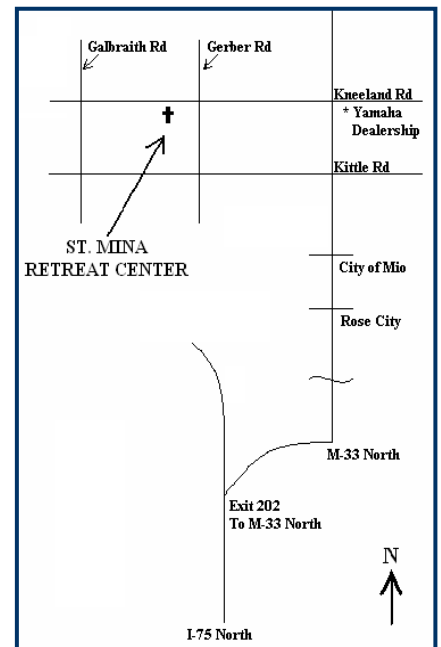 Galbraith Rd
Gerber Rd
Kneeland Rd
* Yamaha
Dealership
Kittle Rd
ST. MINA
RETREAT CENTER
City of Mio
Rose City
M-33 North
Exit 202
To M-33 North
N
I-75 North